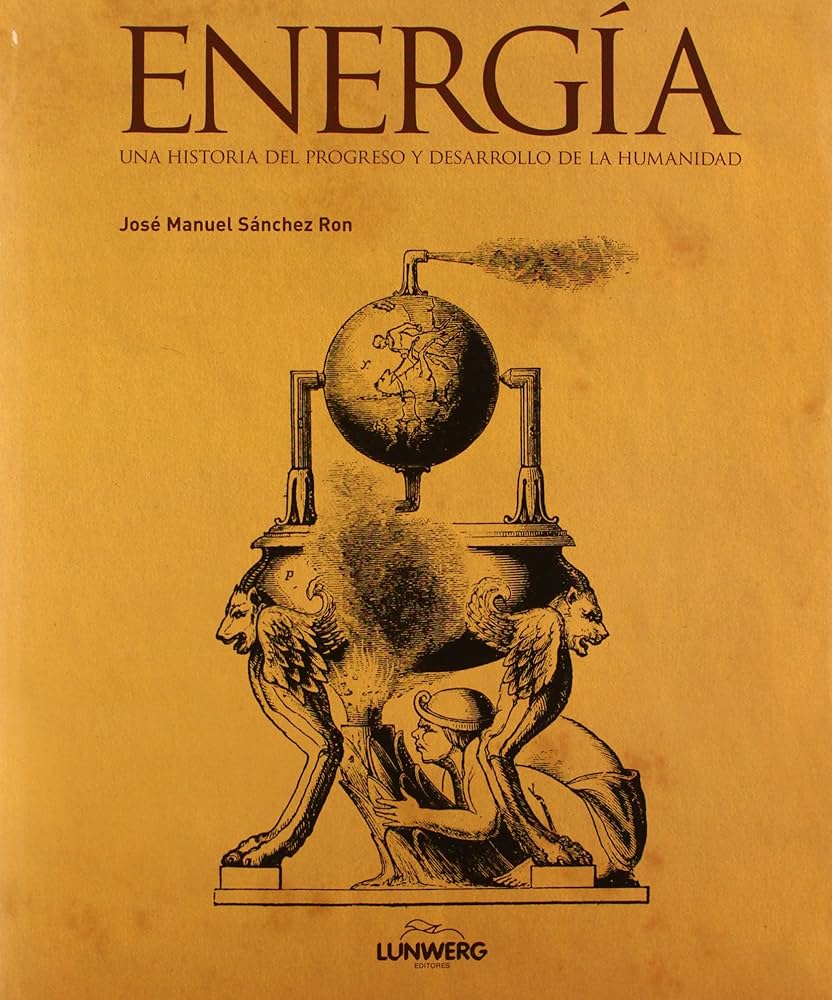 ENERGÍA
UNA HISTORIA DEL PROGRESO Y DESARROLLO DE LA HUMANIDAD
José Manuel Sánchez Ron
P
LUNWERG
EDITORES